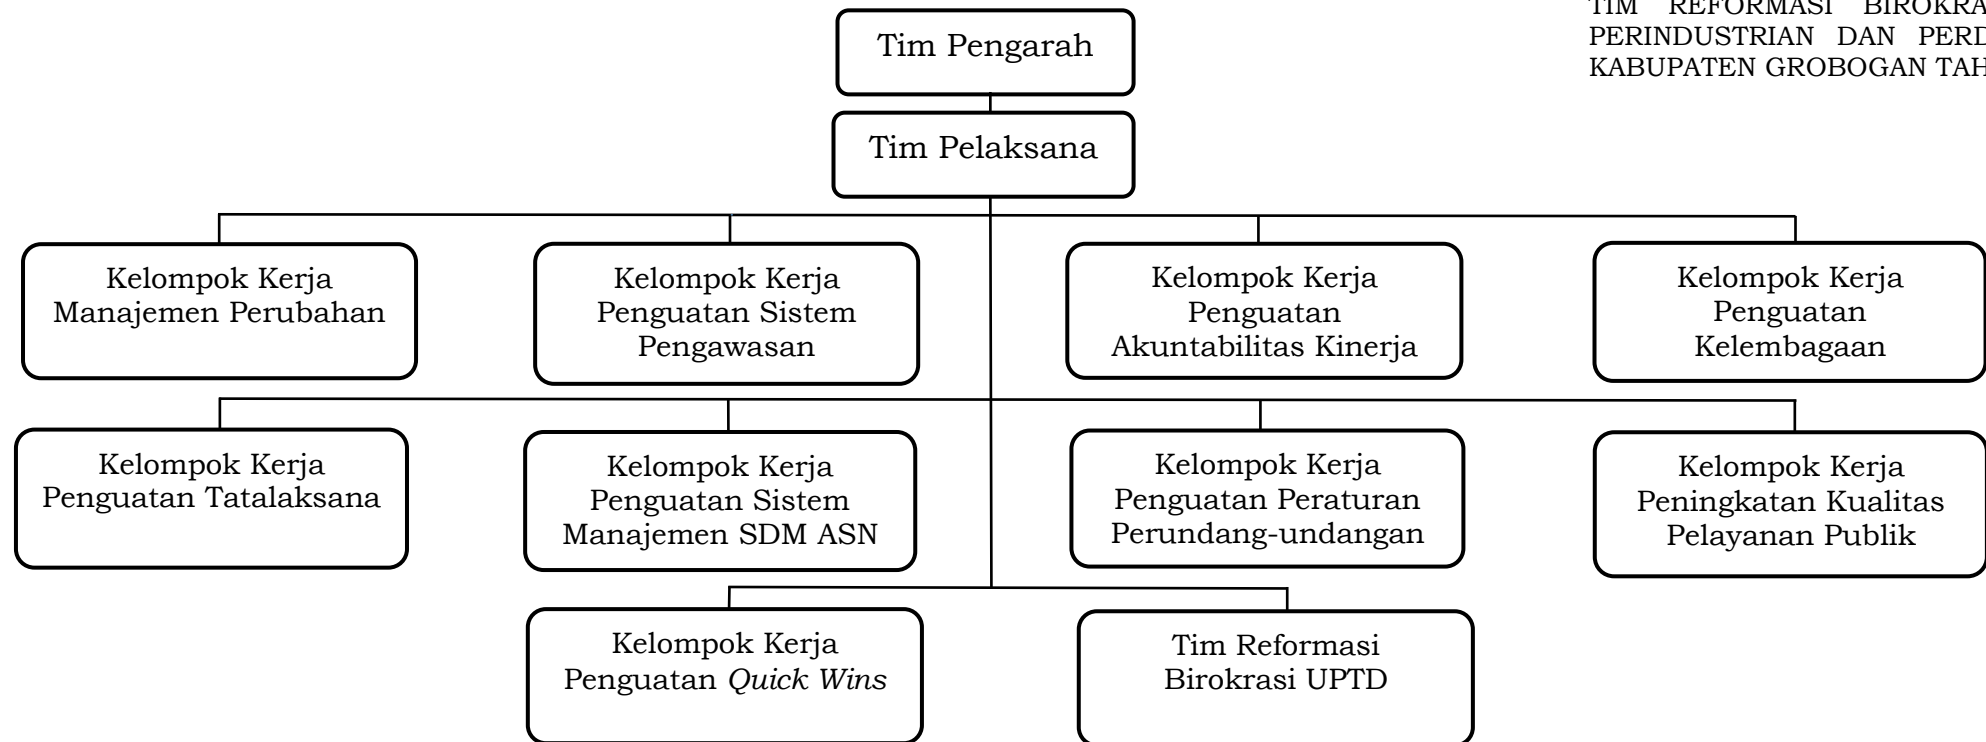 TIM REFORMASI
PERINDUSTRIAN DAN
KABUPATEN GROBOGAN
Tim Pengarah
Tim Pelaksana
Kelompok Kerja
Manajemen Perubahan
Kelompok Kerja
Penguatan Sistem
Pengawasan
Kelompok Kerja
Penguatan
Akuntabilitas Kinerja
Kelompok Kerja
Penguatan
Kelembagaan
Kelompok Kerja
Penguatan Tatalaksana
Kelompok Kerja
Penguatan Sistem
Manajemen SDM ASN
Kelompok Kerja
Penguatan Peraturan
Perundang-undangan
Kelompok Kerja
Peningkatan Kualitas
Pelayanan Publik
Kelompok Kerja
Penguatan Quick Wins
Tim Reformasi
Birokrasi UPTD